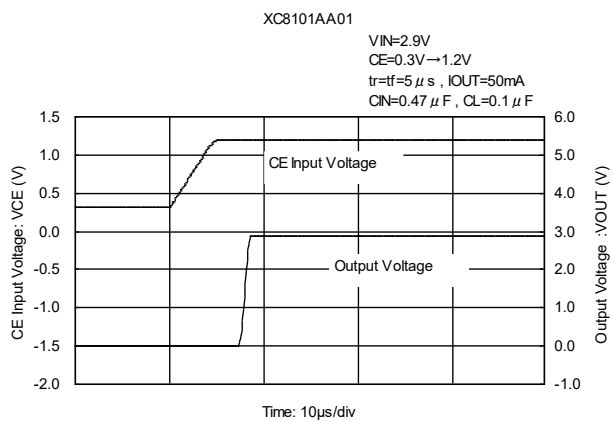 XC8101AA01
VIN=2.9V
CE=0.3V→1.2V
tr=tf=5μs , IOUT=50mA
CIN=0.47μF , CL=0.1μF
CE Input Voltage: VCE (V)
1.5
1.0
0.5
0.0
-0.5
-1.0
-1.5
-2.0
CE Input Voltage
Output Voltage
6.0
5.0
4.0
3.0
2.0
1.0
0.0
-1.0
Output Voltage :VOUT (V)
Time: 10μs/div